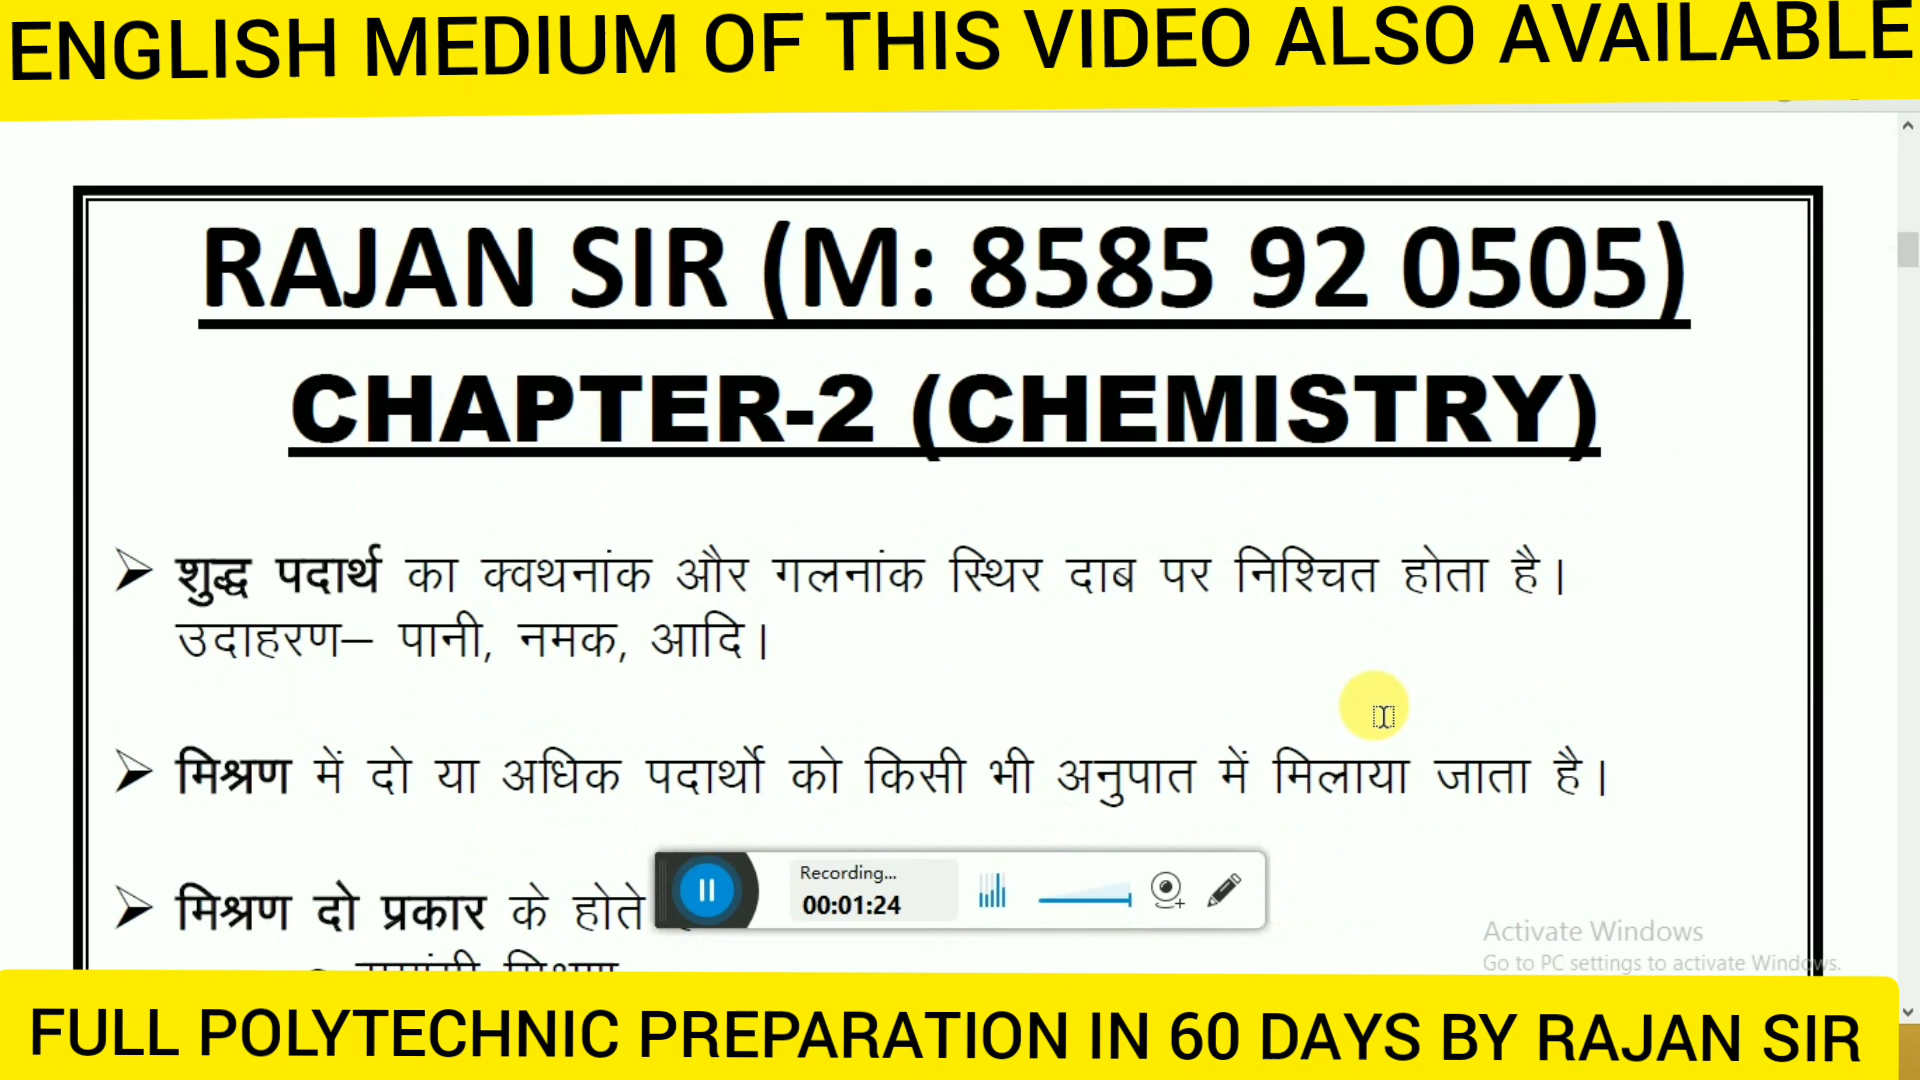 ENGLISH MEDIUM OF THIS VIDEO ALSO AVAILABLE
RAJAN SIR (M: 8585 92 0505)
CHAPTER-2 (CHEMISTRY)
शुद्ध पदार्थ का क्वथनांक और गलनांक स्थिर दाब पर निश्चित होता है।
उदाहरण– पानी, नमक, आदि।
मिश्रण में दो या अधिक पदार्थो को किसी भी अनुपात में मिलाया जाता है।
मिश्रण दो प्रकार के होते
Recording...
00:01:24
Activate Windows
Go to PC settings to activate Windows.
FULL POLYTECHNIC PREPARATION IN 60 DAYS BY RAJAN SIR